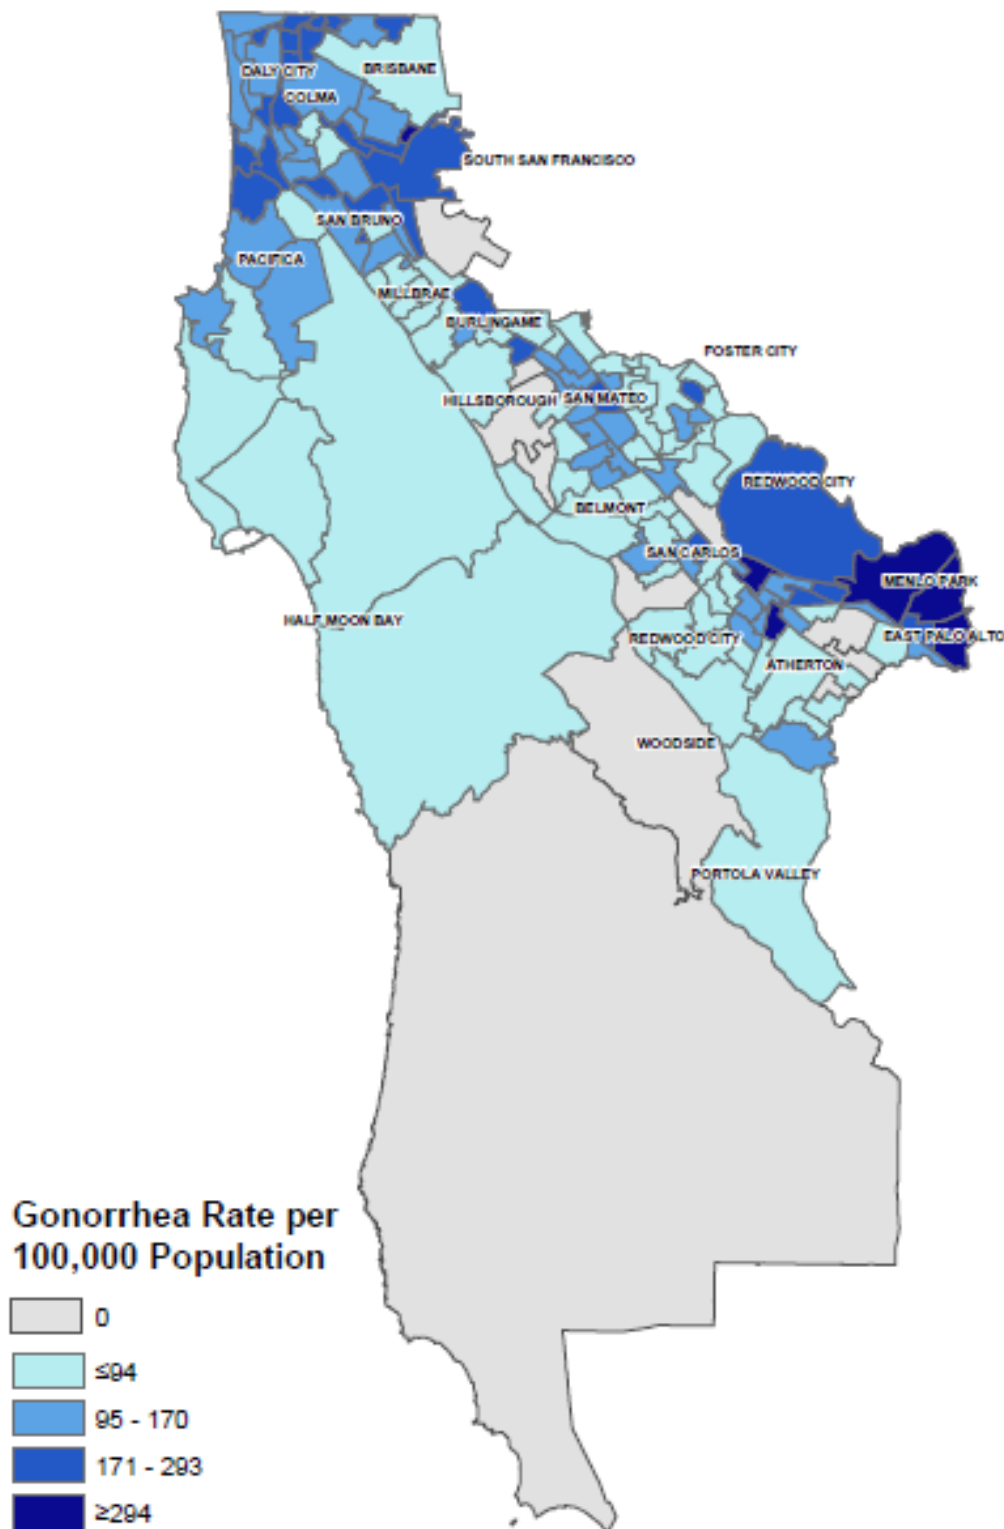 DALY CITY
BRISBANE
COLMA
SOUTH SAN FRANCISCO
SAN BRUNO
PACIFICA
MILLBRAE
BURLINGAME
FOSTER CITY
HILLSBOROUGH
SAN MATEO
REDWOOD CITY
BELMONT
SAN CARLOS
MENLO PARK
HALF MOON BAY
REDWOOD CITY
EAST PALO ALTO
ATHERTON
WOODSIDE
PORTOLA VALLEY
Gonorrhea Rate per
100,000 Population
0
≤94
95 - 170
171 - 293
≥294